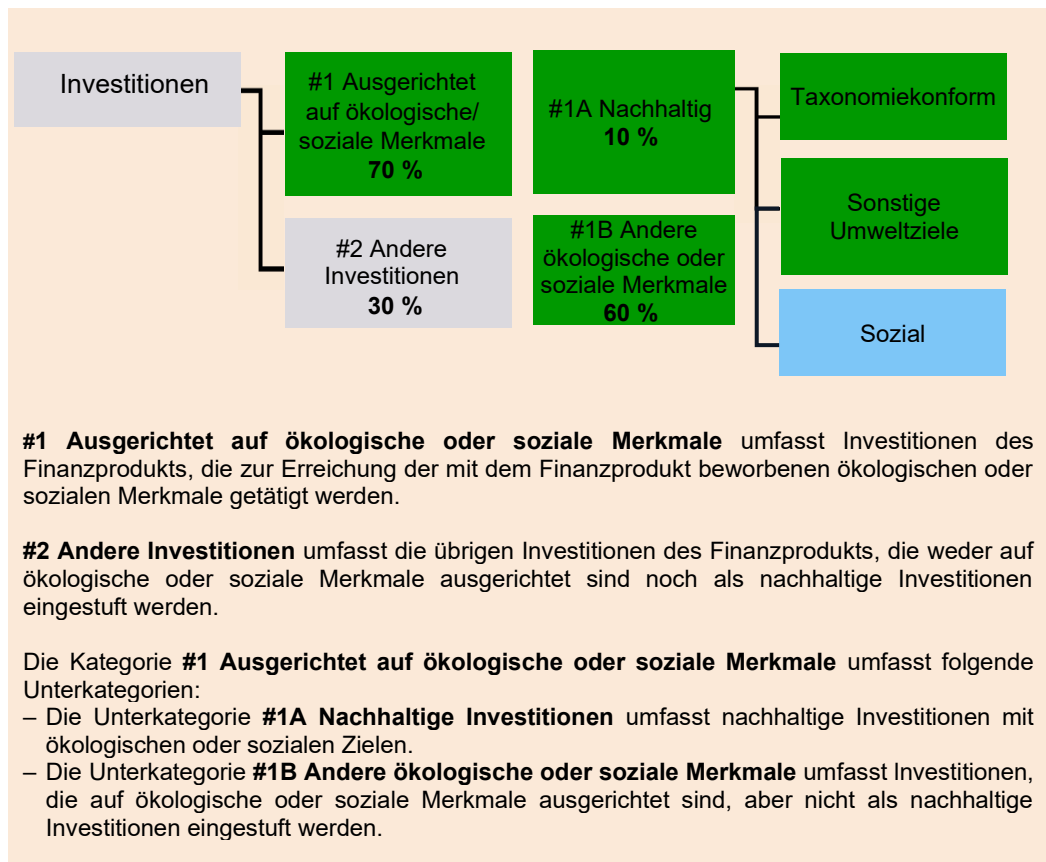 Investitionen
#1 Ausgerichtet
auf ökologische/
soziale Merkmale
70 %
#2 Andere
Investitionen
30 %
#1A Nachhaltig
10 %
#1B Andere
ökologische oder
soziale Merkmale
60 %
Taxonomiekonform
Sonstige
Umweltziele
Sozial
#1 Ausgerichtet auf ökologische oder soziale Merkmale umfasst Investitionen des
Finanzprodukts, die zur Erreichung der mit dem Finanzprodukt beworbenen ökologischen oder
sozialen Merkmale getätigt werden.
#2 Andere Investitionen umfasst die übrigen Investitionen des Finanzprodukts, die weder auf
ökologische oder soziale Merkmale ausgerichtet sind noch als nachhaltige Investitionen
eingestuft werden.
Die Kategorie #1 Ausgerichtet auf ökologische oder soziale Merkmale umfasst folgende
Unterkategorien:
– Die Unterkategorie #1A Nachhaltige Investitionen umfasst nachhaltige Investitionen mit
ökologischen oder sozialen Zielen.
– Die Unterkategorie #1B Andere ökologische oder soziale Merkmale umfasst Investitionen,
die auf ökologische oder soziale Merkmale ausgerichtet sind, aber nicht als nachhaltige
Investitionen eingestuft werden.